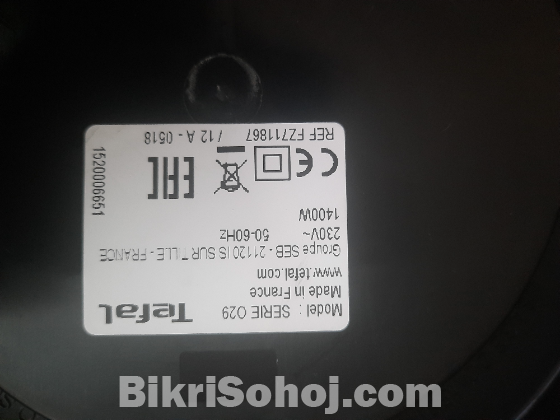 Tefal
Model : SERIE O29
Made in France
www.tefal.com
Groupe SEB - 21120 IS SUR TILLE - FRANCE
230V~ 50-60Hz
1400W
CE
EAC
REF FZ711867 / 12 A - 0518
1520006651
BikriSohoj.com